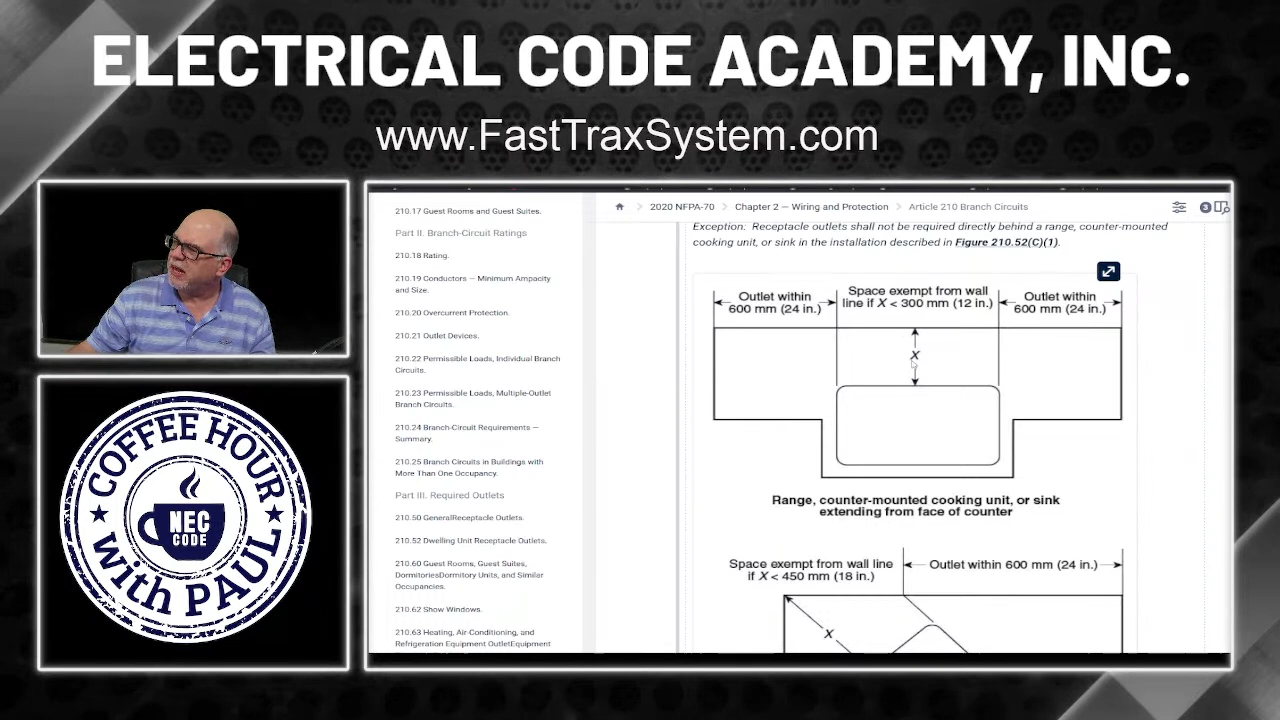 ELECTRICAL CODE ACADEMY, INC.
www.FastTraxSystem.com
COFFEE HOUR
NEC
CODE
with PAUL
210.17 Guest Rooms and Guest Suites.
Part II. Branch-Circuit Ratings
210.18 Rating.
210.19 Conductors — Minimum Ampacity
and Size.
210.20 Overcurrent Protection.
210.21 Outlet Devices.
210.22 Permissible Loads, Individual Branch
Circuits.
210.23 Permissible Loads, Multiple-Outlet
Branch Circuits.
210.24 Branch-Circuit Requirements —
Summary.
210.25 Branch Circuits in Buildings with
More Than One Occupancy.
Part III. Required Outlets
210.50 GeneralReceptacle Outlets.
210.52 Dwelling Unit Receptacle Outlets.
210.60 Guest Rooms, Guest Suites,
DormitoriesDormitory Units, and Similar
Occupancies.
210.62 Show Windows.
210.63 Heating, Air-Conditioning, and
Refrigeration Equipment OutletEquipment
2020 NFPA-70 > Chapter 2 — Wiring and Protection > Article 210 Branch Circuits
3
Exception: Receptacle outlets shall not be required directly behind a range, counter-mounted
cooking unit, or sink in the installation described in Figure 210.52(C)(1).
Outlet within
600 mm (24 in.)
Space exempt from wall
line if X < 300 mm (12 in.)
Outlet within
600 mm (24 in.)
X
Range, counter-mounted cooking unit, or sink
extending from face of counter
Space exempt from wall line
if X < 450 mm (18 in.)
Outlet within 600 mm (24 in.)
X